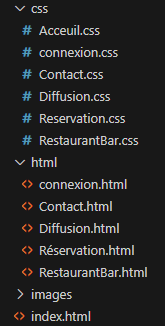 css
Acceuil.css
connexion.css
Contact.css
Diffusion.css
Reservation.css
RestaurantBar.css
html
connexion.html
Contact.html
Diffusion.html
Réservation.html
RestaurantBar.html
images
index.html